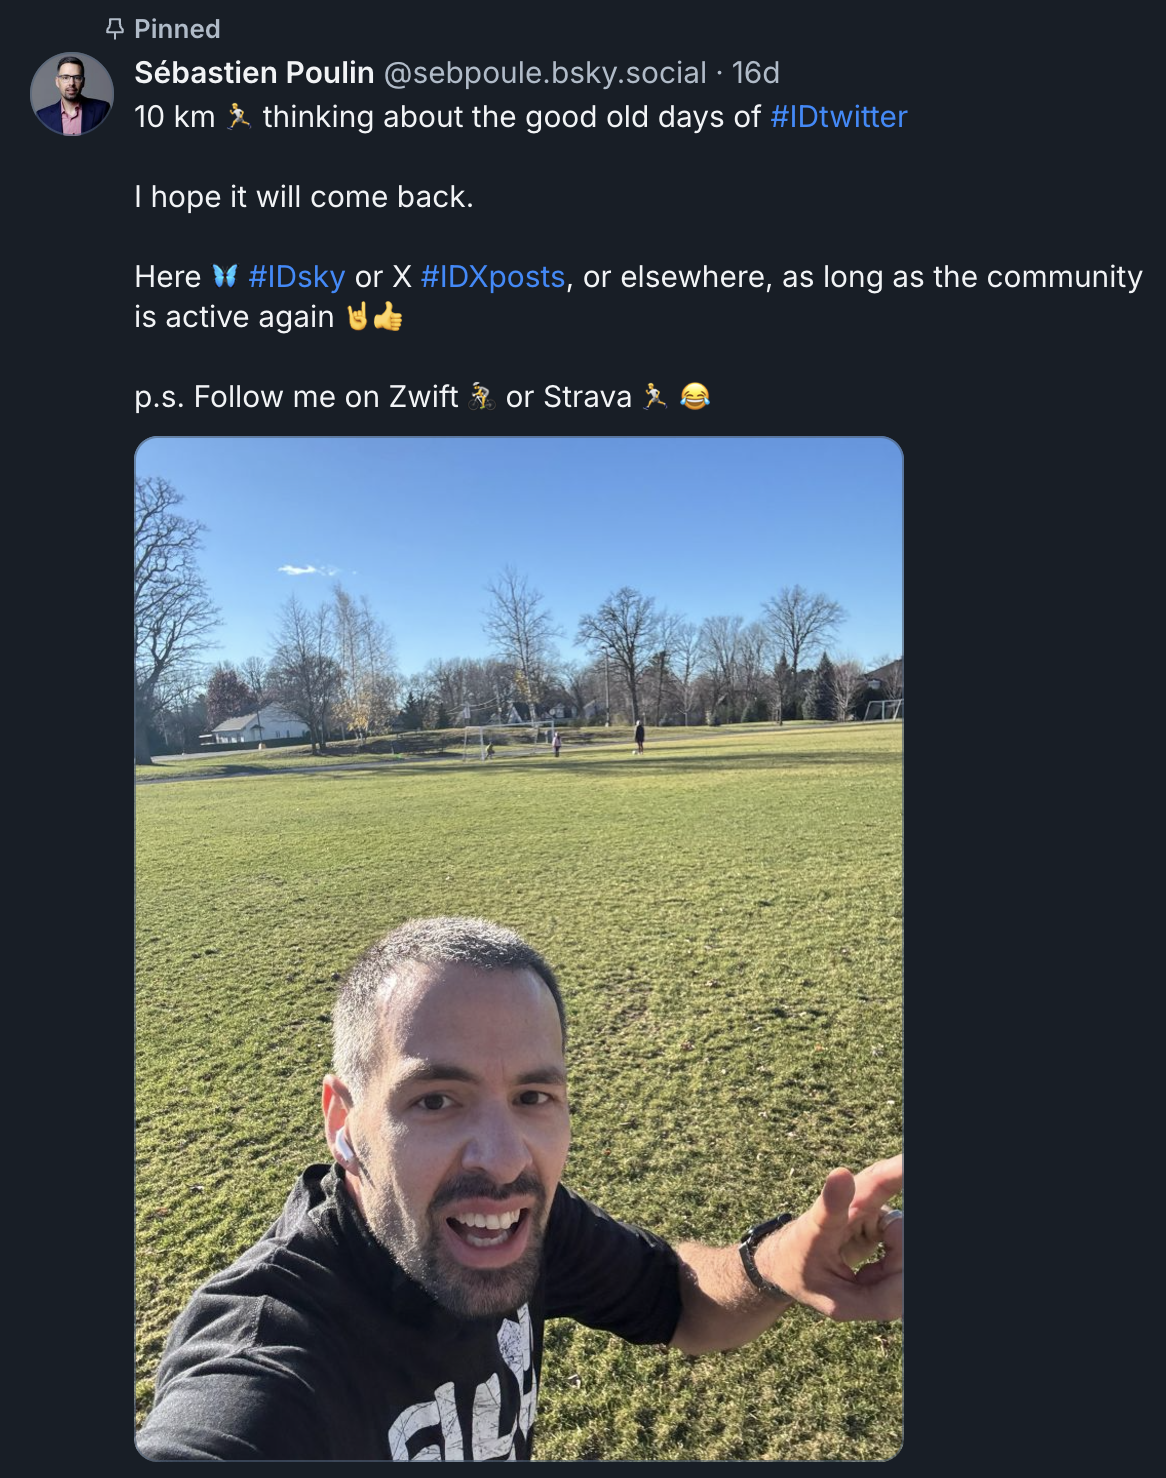 Pinned
Sébastien Poulin @sebpoule.bsky.social · 16d
10 km 🏃 thinking about the good old days of #IDtwitter
I hope it will come back.
Here 🦋 #IDsky or X #IDXposts, or elsewhere, as long as the community
is active again 🤘👍
p.s. Follow me on Zwift 🚴 or Strava 🏃 😂